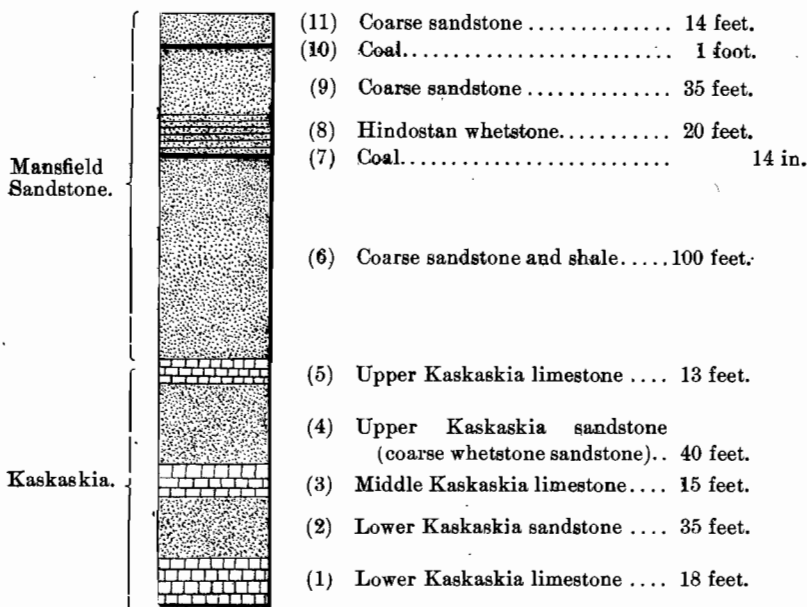 (11) Coarse sandstone .............. 14 feet.
(10) Coal........................... 1 foot.
(9) Coarse sandstone .............. 35 feet.
(8) Hindostan whetstone........... 20 feet.
(7) Coal........................... 14 in.
Mansfield
Sandstone.
(6) Coarse sandstone and shale.....100 feet.
(5) Upper Kaskaskia limestone .... 13 feet.
(4) Upper Kaskaskia sandstone
(coarse whetstone sandstone).. 40 feet.
Kaskaskia.
(3) Middle Kaskaskia limestone.... 15 feet.
(2) Lower Kaskaskia sandstone .... 35 feet.
(1) Lower Kaskaskia limestone .... 18 feet.